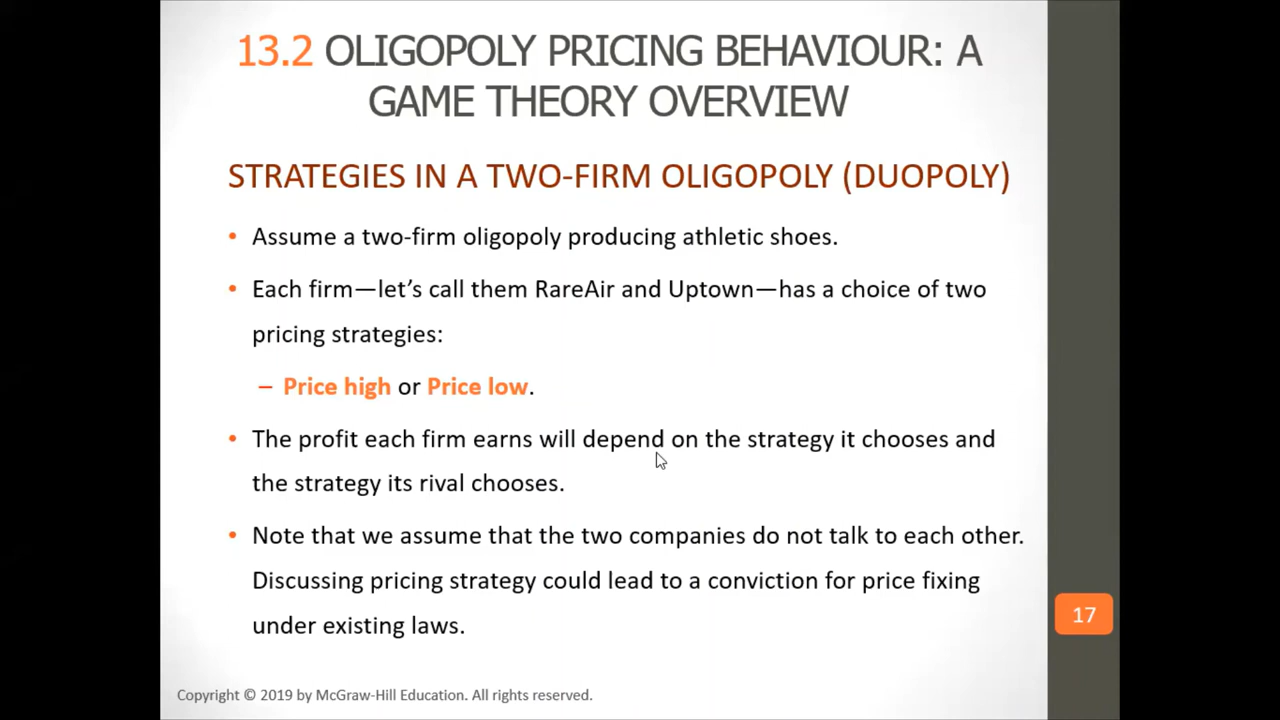 13.2 OLIGOPOLY PRICING BEHAVIOUR: A
GAME THEORY OVERVIEW
STRATEGIES IN A TWO-FIRM OLIGOPOLY (DUOPOLY)
• Assume a two-firm oligopoly producing athletic shoes.
• Each firm—let's call them RareAir and Uptown—has a choice of two
pricing strategies:
– Price high or Price low.
• The profit each firm earns will depend on the strategy it chooses and
the strategy its rival chooses.
• Note that we assume that the two companies do not talk to each other.
Discussing pricing strategy could lead to a conviction for price fixing
under existing laws.
17
Copyright © 2019 by McGraw-Hill Education. All rights reserved.